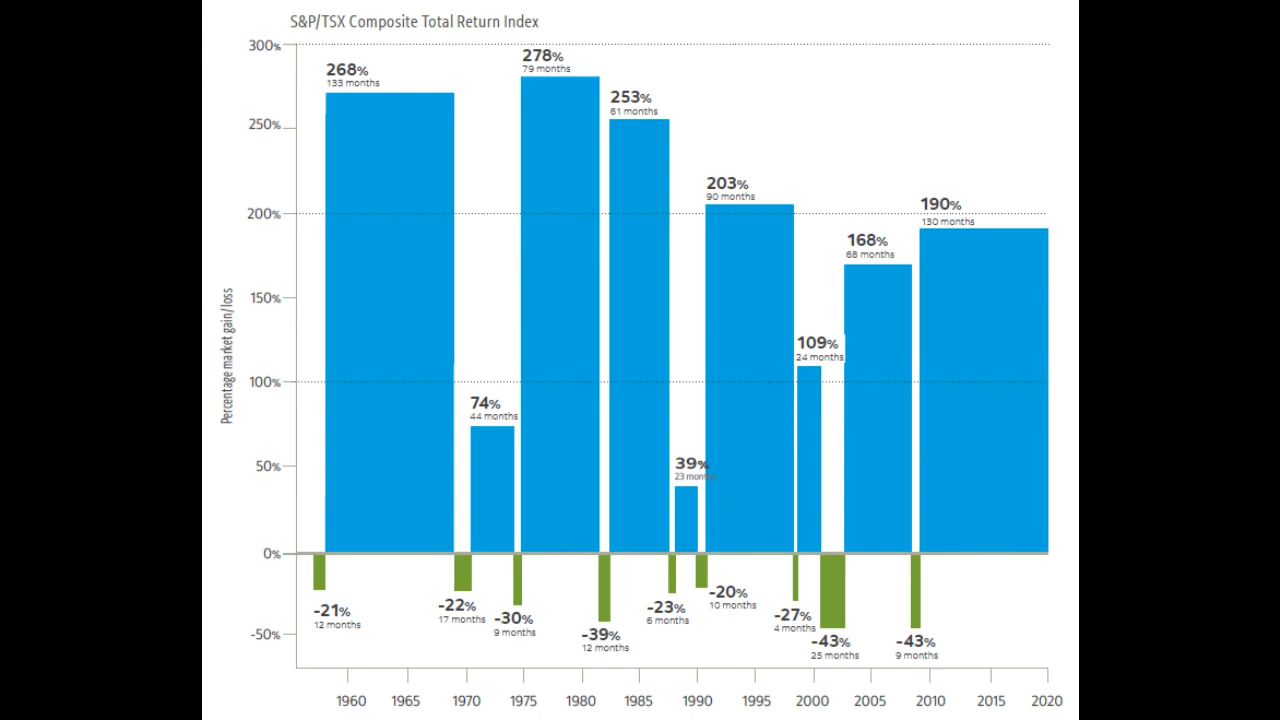 S&P/TSX Composite Total Return Index
Percentage market gain/loss
300%
250%
200%
150%
100%
50%
0%
-50%
268%
133 months
74%
44 months
278%
79 months
253%
61 months
39%
23 months
203%
90 months
109%
24 months
168%
68 months
190%
130 months
-21%
12 months
-22%
17 months
-30%
9 months
-39%
12 months
-23%
6 months
-20%
10 months
-27%
4 months
-43%
25 months
-43%
9 months
1960 1965 1970 1975 1980 1985 1990 1995 2000 2005 2010 2015 2020